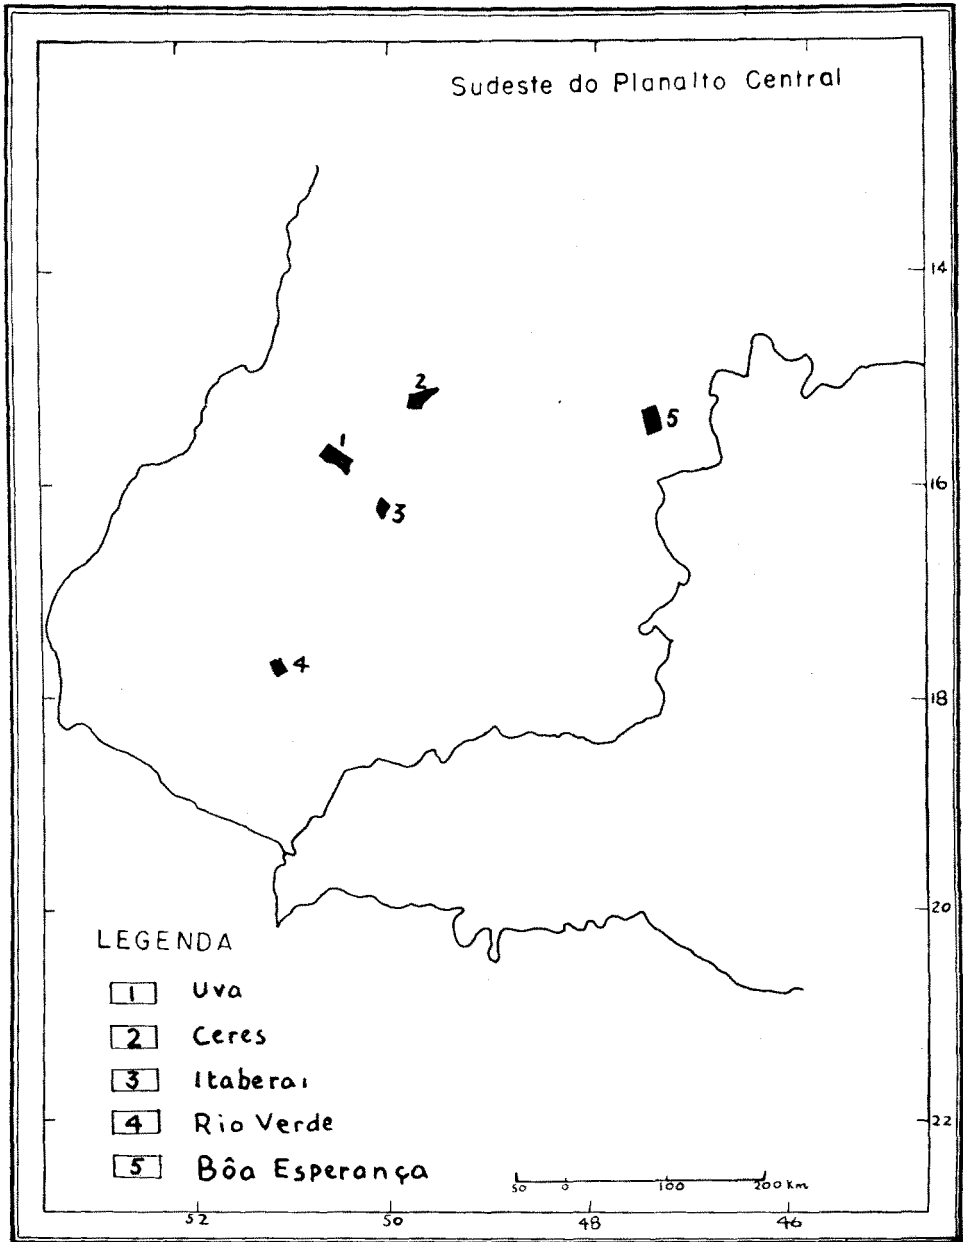 Sudeste do Planalto Central
14
2
5
1
16
3
4
18
20
LEGENDA
1 Uva
2 Ceres
3 Itaberaı
4 Rio Verde
22
5 Bôa Esperança
50 0 100 200 km
52 50 48 46